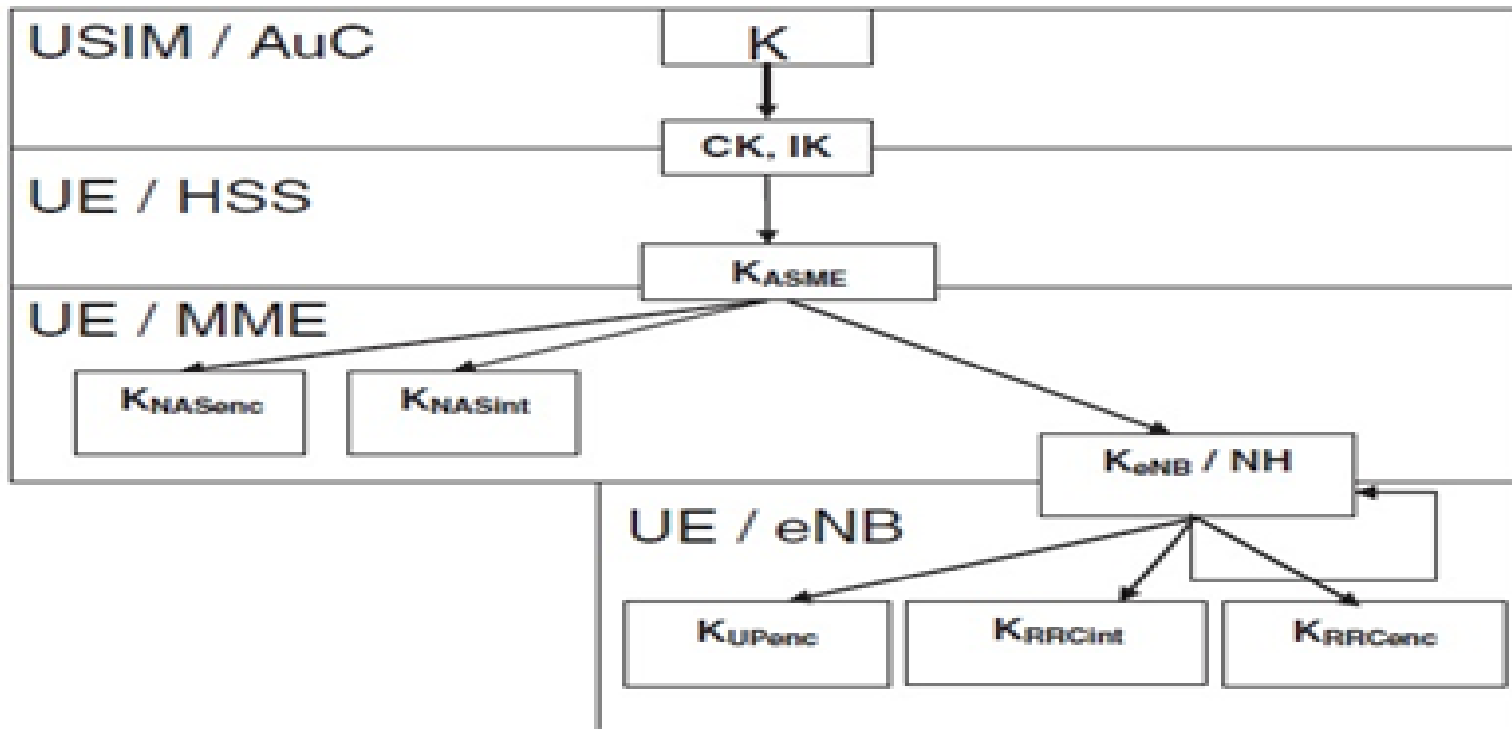 USIM / AuC
K
CK, IK
UE / HSS
KASME
UE / MME
KNASenc
KNASint
KeNB / NH
UE / eNB
KUPenc
KRRCint
KRRCenc